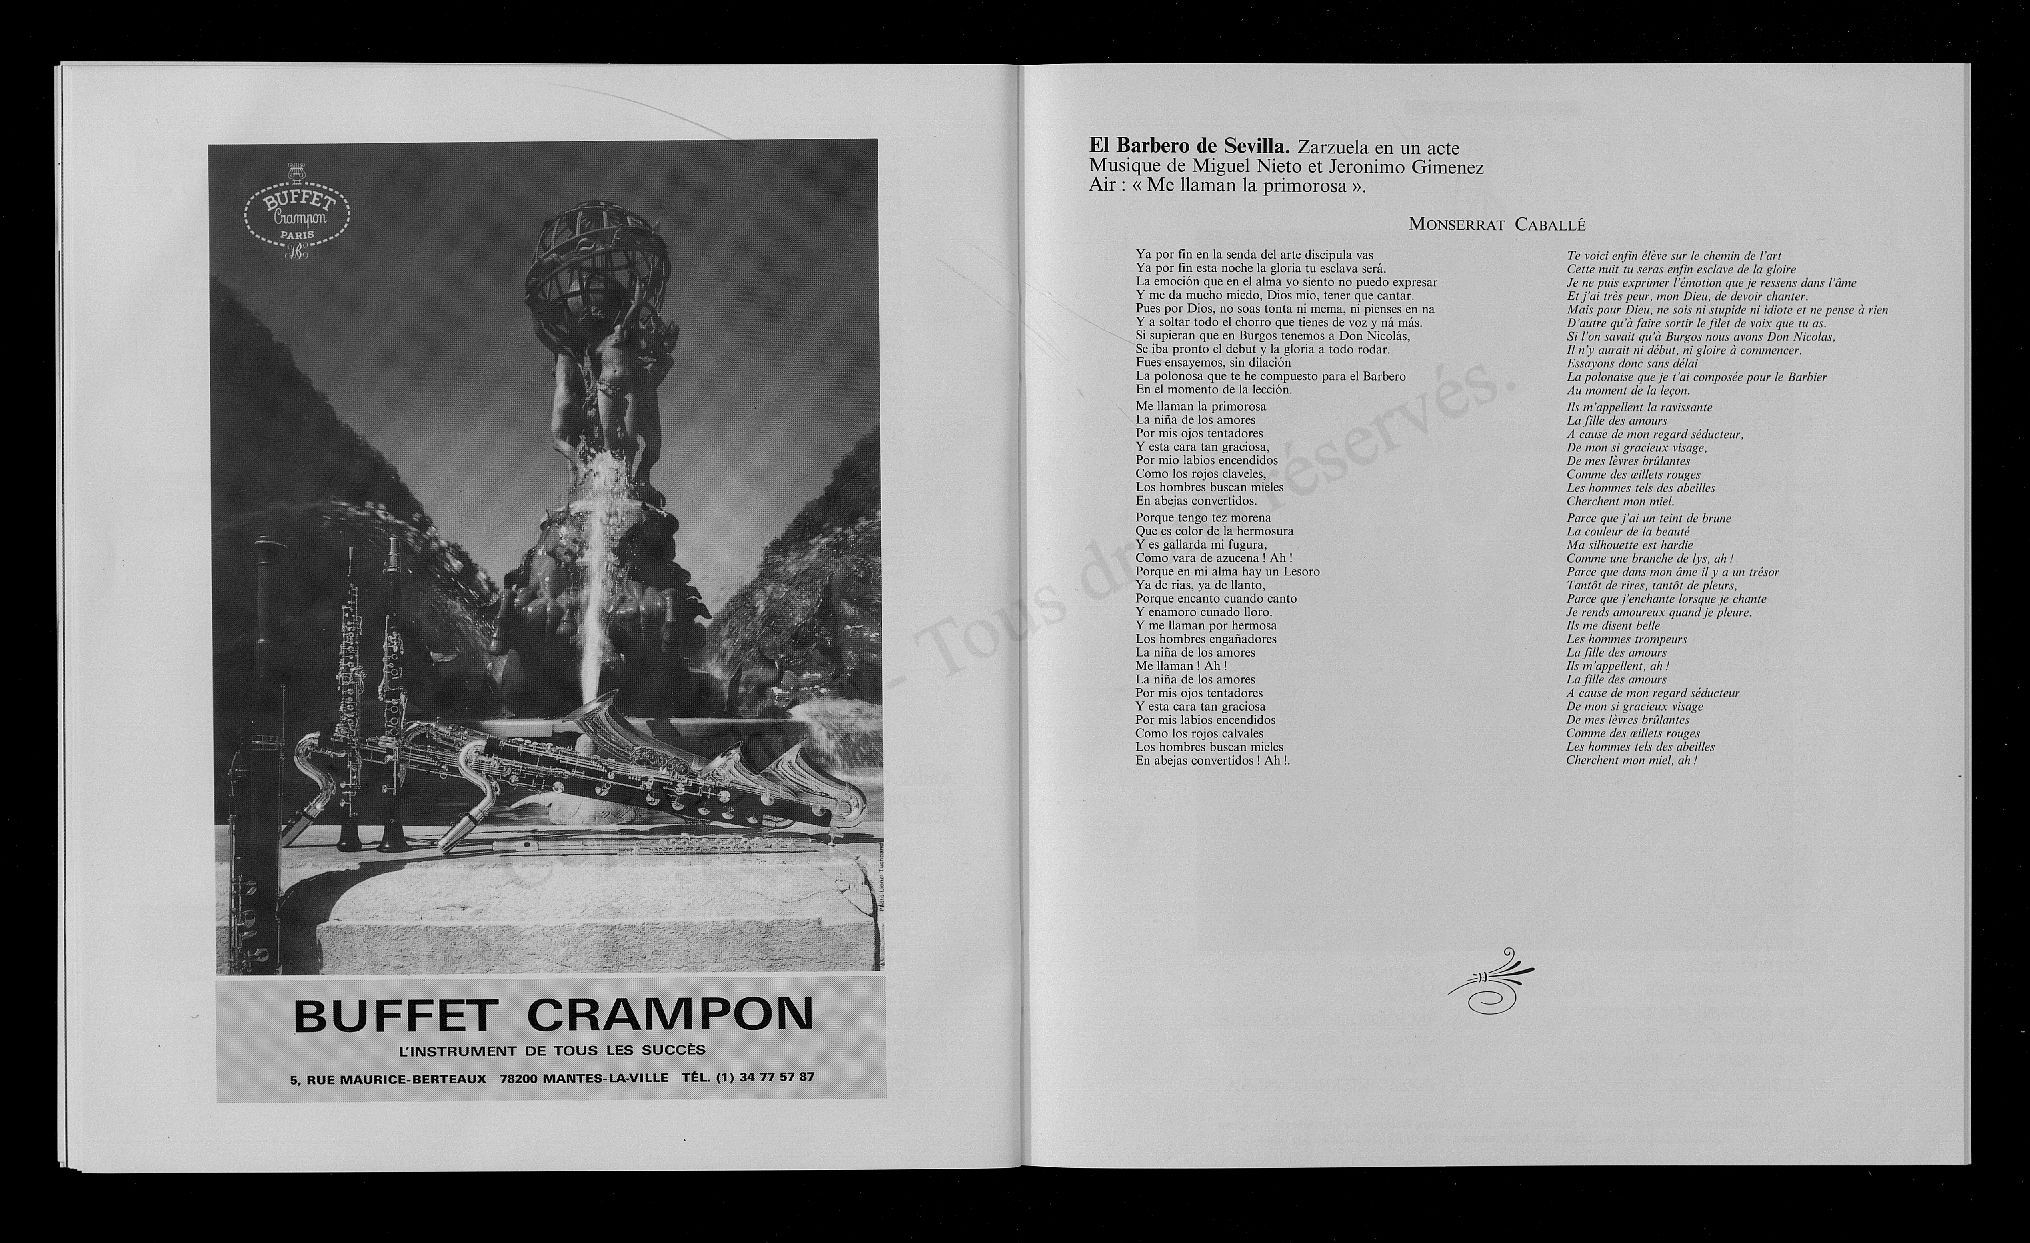 BUFFET
Crampon
PARIS
BUFFET CRAMPON
L'INSTRUMENT DE TOUS LES SUCCÈS
5, RUE MAURICE-BERTEAUX 78200 MANTES-LA-VILLE TÉL. (1) 34 77 57 87
El Barbero de Sevilla. Zarzuela en un acte
Musique de Miguel Nieto et Jeronimo Gimenez
Air : « Me llaman la primorosa ».
MONSERRAT CABALLÉ
Ya por fin en la senda del arte discipula vas
Ya por fin esta noche la gloria tu esclava será.
La emoción que en el alma yo siento no puedo expresar
Y me da mucho miedo, Dios mio, tener que cantar.
Pues por Dios, no soas tonta ni mema, ni pienses en na
Y a soltar todo el chorro que tienes de voz y ná más.
Si supieran que en Burgos tenemos a Don Nicolás,
Se iba pronto el debut y la gloria a todo rodar.
Fues ensayemos, sin dilación
La polonosa que te he compuesto para el Barbero
En el momento de la lección.
Me llaman la primorosa
La niña de los amores
Por mis ojos tentadores
Y esta cara tan graciosa,
Por mio labios encendidos
Como los rojos claveles,
Los hombres buscan mieles
En abejas convertidos.
Porque tengo tez morena
Que es color de la hermosura
Y es gallarda mi fugura,
Como vara de azucena ! Ah !
Porque en mi alma hay un Lesoro
Ya de rias, ya de llanto,
Porque encanto cuando canto
Y enamoro cunado lloro.
Y me llaman por hermosa
Los hombres engañadores
La niña de los amores
Me llaman ! Ah !
La niña de los amores
Por mis ojos tentadores
Y esta cara tan graciosa
Por mis labios encendidos
Como los rojos calvales
Los hombres buscan mieles
En abejas convertidos ! Ah !.
Te voici enfin élève sur le chemin de l'art
Cette nuit tu seras enfin esclave de la gloire
Je ne puis exprimer l'émotion que je ressens dans l'âme
Et j'ai très peur, mon Dieu, de devoir chanter.
Mais pour Dieu, ne sois ni stupide ni idiote et ne pense à rien
D'autre qu'à faire sortir le filet de voix que tu as.
Si l'on savait qu'à Burgos nous avons Don Nicolas,
Il n'y aurait ni début, ni gloire à commencer.
Essayons donc sans délai
La polonaise que je t'ai composée pour le Barbier
Au moment de la leçon.
Ils m'appellent la ravissante
La fille des amours
A cause de mon regard séducteur,
De mon si gracieux visage,
De mes lèvres brûlantes
Comme des œillets rouges
Les hommes tels des abeilles
Cherchent mon miel.
Parce que j'ai un teint de brune
La couleur de la beauté
Ma silhouette est hardie
Comme une branche de lys, ah !
Parce que dans mon âme il y a un trésor
Tantôt de rires, tantôt de pleurs,
Parce que j'enchante lorsque je chante
Je rends amoureux quand je pleure.
Ils me disent belle
Les hommes trompeurs
La fille des amours
Ils m'appellent, ah !
La fille des amours
A cause de mon regard séducteur
De mon si gracieux visage
De mes lèvres brûlantes
Comme des œillets rouges
Les hommes tels des abeilles
Cherchent mon miel, ah !